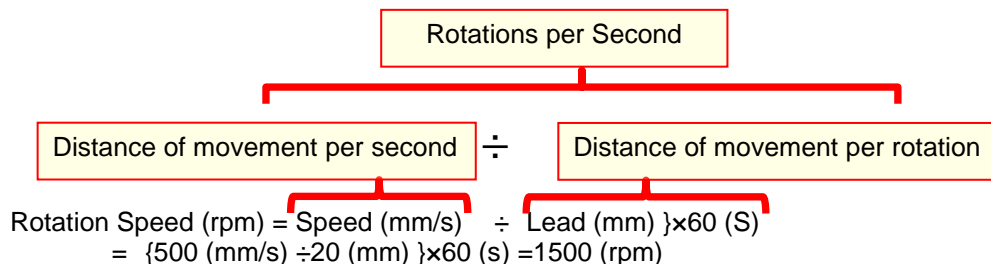 Rotations per Second
Distance of movement per second ÷ Distance of movement per rotation
Rotation Speed (rpm) = Speed (mm/s) ÷ Lead (mm) }×60 (S)
= {500 (mm/s) ÷20 (mm) }×60 (s) =1500 (rpm)